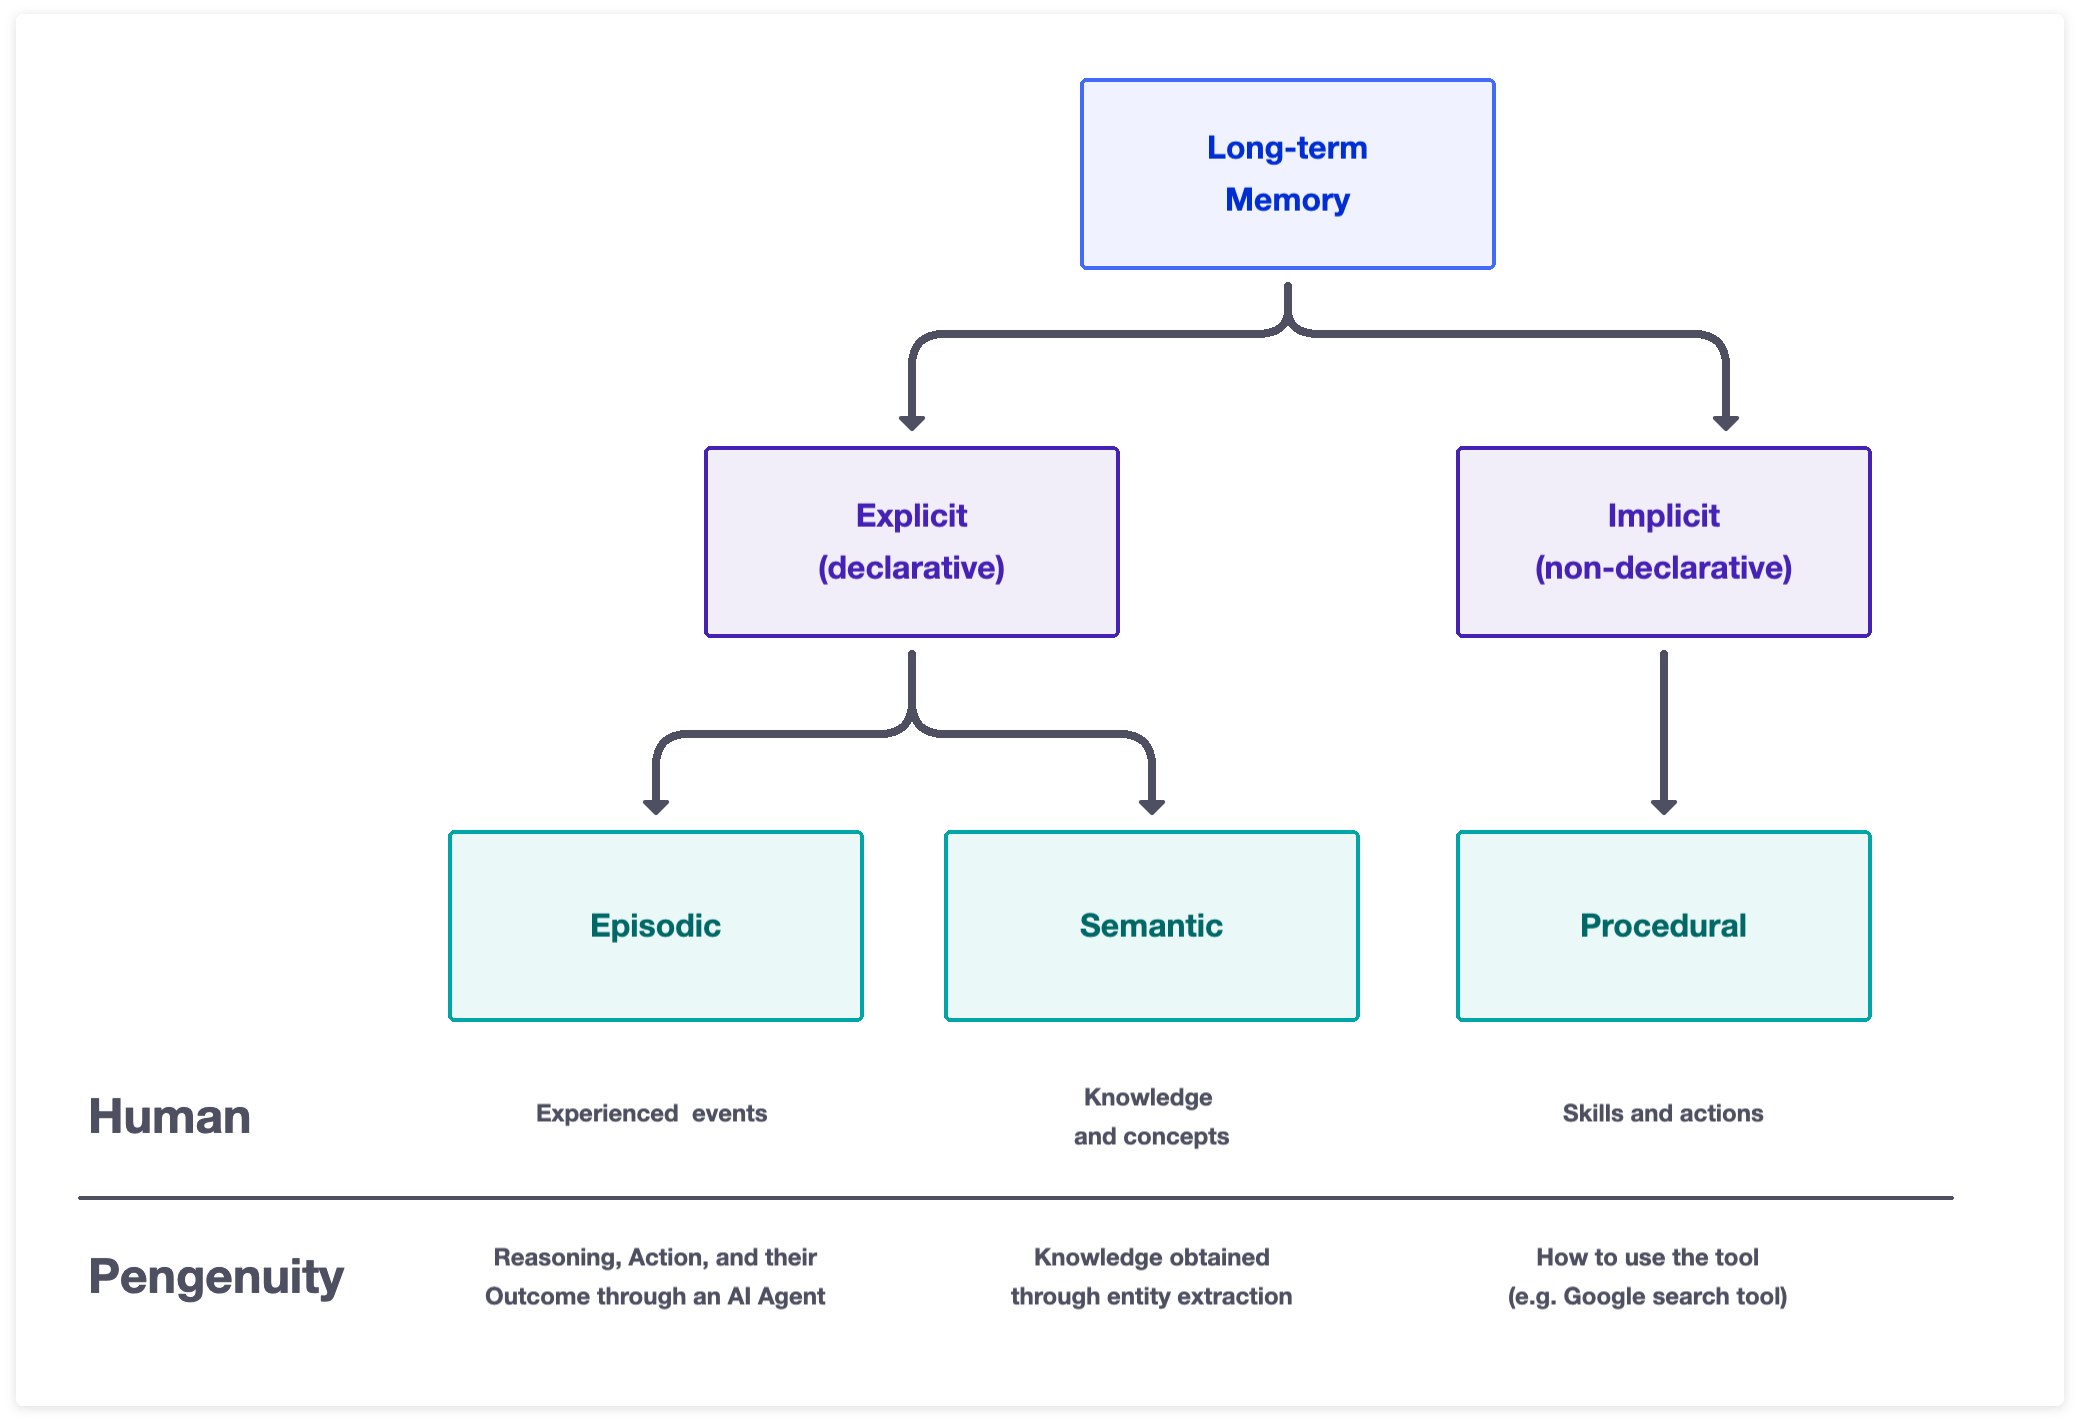 Long-term
Memory
Explicit
(declarative)
Implicit
(non-declarative)
Episodic
Semantic
Procedural
Human
Experienced  events
Knowledge
and concepts
Skills and actions
Pengenuity
Reasoning, Action, and their
Outcome through an AI Agent
Knowledge obtained
through entity extraction
How to use the tool
(e.g. Google search tool)